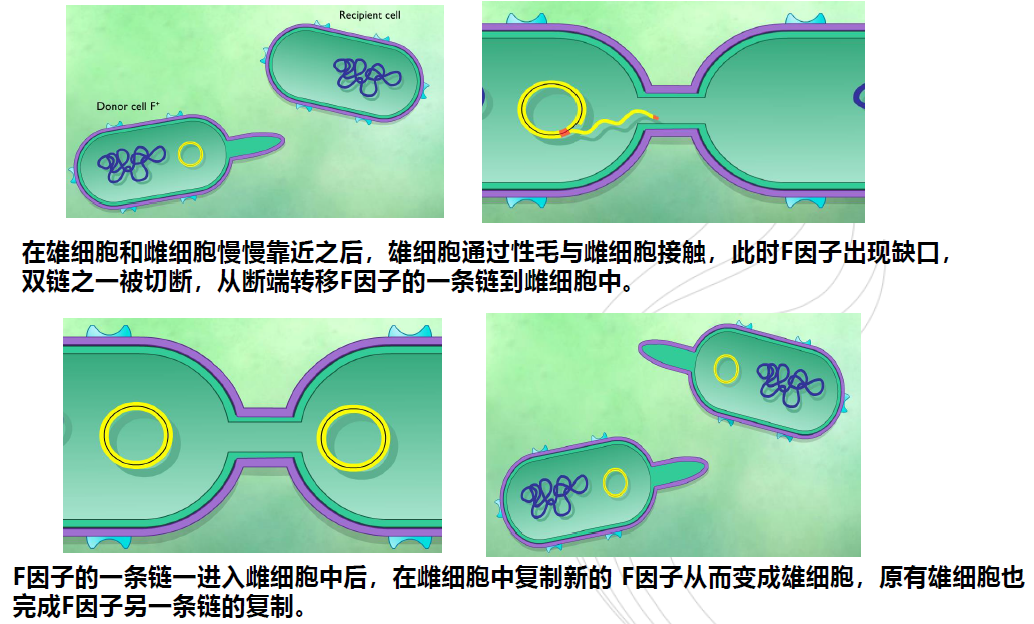 Recipient cell
Donor cell F⁺
在雄细胞和雌细胞慢慢靠近之后，雄细胞通过性毛与雌细胞接触，此时F因子出现缺口，
双链之一被切断，从断端转移F因子的一条链到雌细胞中。
F因子的一条链一进入雌细胞中后，在雌细胞中复制新的 F因子从而变成雄细胞，原有雄细胞也
完成F因子另一条链的复制。